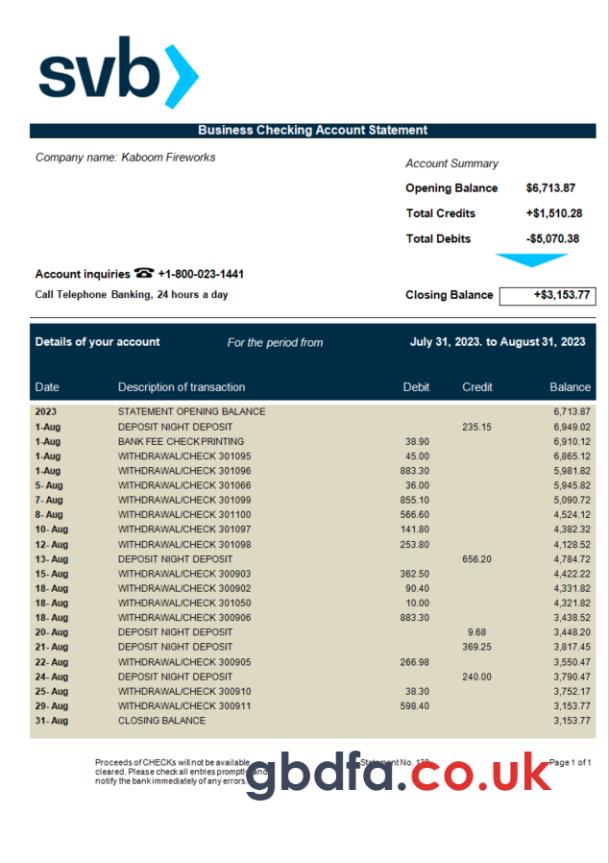 svb
Business Checking Account Statement
Company name: Kaboom Fireworks
Account Summary
Opening Balance $6,713.87
Total Credits +$1,510.28
Total Debits -$5,070.38
Account inquiries ☎ +1-800-023-1441
Call Telephone Banking, 24 hours a day
Closing Balance +$3,153.77
Details of your account For the period from July 31, 2023. to August 31, 2023
Date Description of transaction Debit Credit Balance
2023 STATEMENT OPENING BALANCE 6,713.87
1-Aug DEPOSIT NIGHT DEPOSIT 235.15 6,949.02
1-Aug BANK FEE CHECK PRINTING 38.90 6,910.12
1-Aug WITHDRAWAL/CHECK 301095 45.00 6,865.12
1-Aug WITHDRAWAL/CHECK 301096 883.30 5,981.82
5- Aug WITHDRAWAL/CHECK 301066 36.00 5,945.82
7- Aug WITHDRAWAL/CHECK 301099 855.10 5,090.72
8- Aug WITHDRAWAL/CHECK 301100 566.60 4,524.12
10- Aug WITHDRAWAL/CHECK 301097 141.80 4,382.32
12- Aug WITHDRAWAL/CHECK 301098 253.80 4,128.52
13- Aug DEPOSIT NIGHT DEPOSIT 656.20 4,784.72
15- Aug WITHDRAWAL/CHECK 300903 362.50 4,422.22
18- Aug WITHDRAWAL/CHECK 300902 90.40 4,331.82
18- Aug WITHDRAWAL/CHECK 301050 10.00 4,321.82
18- Aug WITHDRAWAL/CHECK 300906 883.30 3,438.52
20- Aug DEPOSIT NIGHT DEPOSIT 9.68 3,448.20
21- Aug DEPOSIT NIGHT DEPOSIT 369.25 3,817.45
22- Aug WITHDRAWAL/CHECK 300905 266.98 3,550.47
24- Aug DEPOSIT NIGHT DEPOSIT 240.00 3,790.47
25- Aug WITHDRAWAL/CHECK 300910 38.30 3,752.17
29- Aug WITHDRAWAL/CHECK 300911 598.40 3,153.77
31- Aug CLOSING BALANCE 3,153.77
Proceeds of CHECKs will not be available
cleared. Please check all entries promptly and
notify the bank immediately of any errors.
Statement No.
Page 1 of 1
gbdfa.co.uk